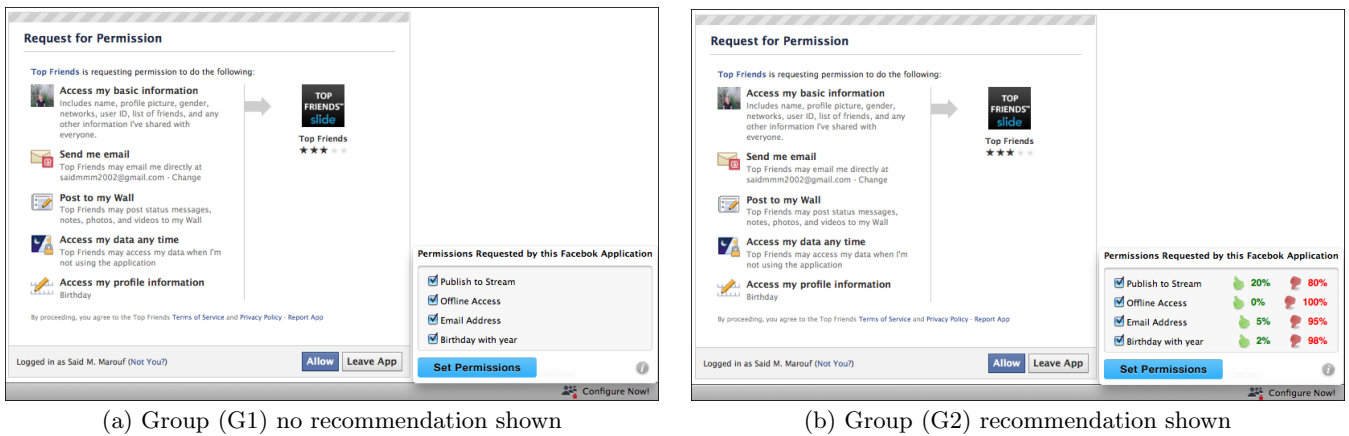 Request for Permission
Top Friends is requesting permission to do the following:
Access my basic information
Includes name, profile picture, gender,
networks, user ID, list of friends, and any
other information I've shared with
everyone.
TOP
FRIENDS™
slide
Top Friends
Send me email
Top Friends may email me directly at
saidmmm2002@gmail.com · Change
Post to my Wall
Top Friends may post status messages,
notes, photos, and videos to my Wall
Access my data any time
Top Friends may access my data when I'm
not using the application
Access my profile information
Birthday
By proceeding, you agree to the Top Friends Terms of Service and Privacy Policy · Report App
Logged in as Said M. Marouf (Not You?)
Allow
Leave App
Permissions Requested by this Facebok Application
Publish to Stream
Offline Access
Email Address
Birthday with year
Set Permissions
i
Configure Now!
(a) Group (G1) no recommendation shown
Request for Permission
Top Friends is requesting permission to do the following:
Access my basic information
Includes name, profile picture, gender,
networks, user ID, list of friends, and any
other information I've shared with
everyone.
TOP
FRIENDS™
slide
Top Friends
Send me email
Top Friends may email me directly at
saidmmm2002@gmail.com · Change
Post to my Wall
Top Friends may post status messages,
notes, photos, and videos to my Wall
Access my data any time
Top Friends may access my data when I'm
not using the application
Access my profile information
Birthday
By proceeding, you agree to the Top Friends Terms of Service and Privacy Policy · Report App
Logged in as Said M. Marouf (Not You?)
Allow
Leave App
Permissions Requested by this Facebok Application
Publish to Stream 20% 80%
Offline Access 0% 100%
Email Address 5% 95%
Birthday with year 2% 98%
Set Permissions
i
Configure Now!
(b) Group (G2) recommendation shown